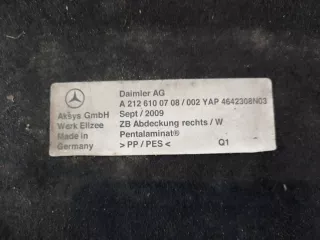 Daimler AG
A 212 610 07 08 / 002 YAP 4642308N03
Aksys GmbH
Sept / 2009
Werk Elizee
ZB Abdeckung rechts / W
Made in
Pentalaminat®
Germany
> PP / PES <
Q1